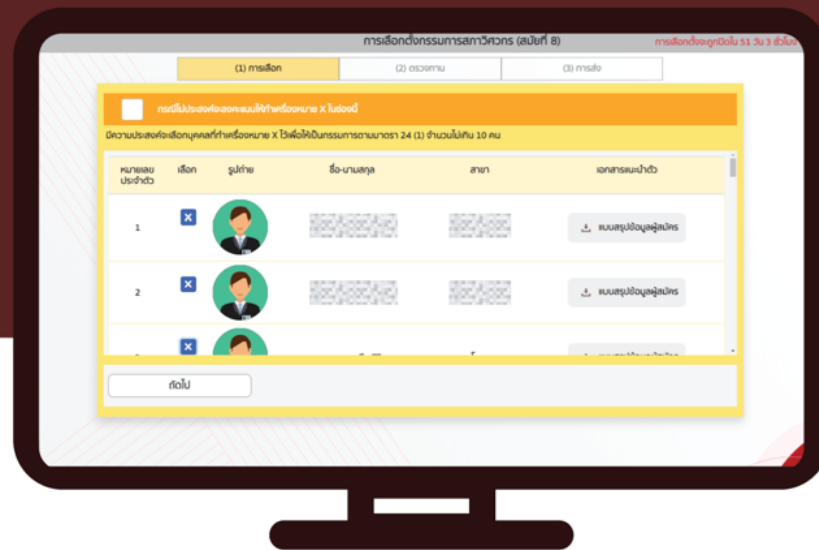 การเลือกตั้งกรรมการสภาวิศวกร (สมัยที่ 8)
การเลือกตั้งจะถูกปิดใน 51 วัน 3 ชั่วโมง
(1) การเลือก
(2) ตรวจทาน
(3) การส่ง
กรณีไม่ประสงค์จะลงคะแนนให้ทำเครื่องหมาย X ในช่องนี้
มีความประสงค์จะเลือกบุคคลที่ทำเครื่องหมาย X ไว้เพื่อให้เป็นกรรมการตามมาตรา 24 (1) จำนวนไม่เกิน 10 คน
หมายเลข
ประจำตัว
เลือก
รูปถ่าย
ชื่อ-นามสกุล
สาขา
เอกสารแนะนำตัว
1
X
แบบสรุปข้อมูลผู้สมัคร
2
X
แบบสรุปข้อมูลผู้สมัคร
X
ถัดไป